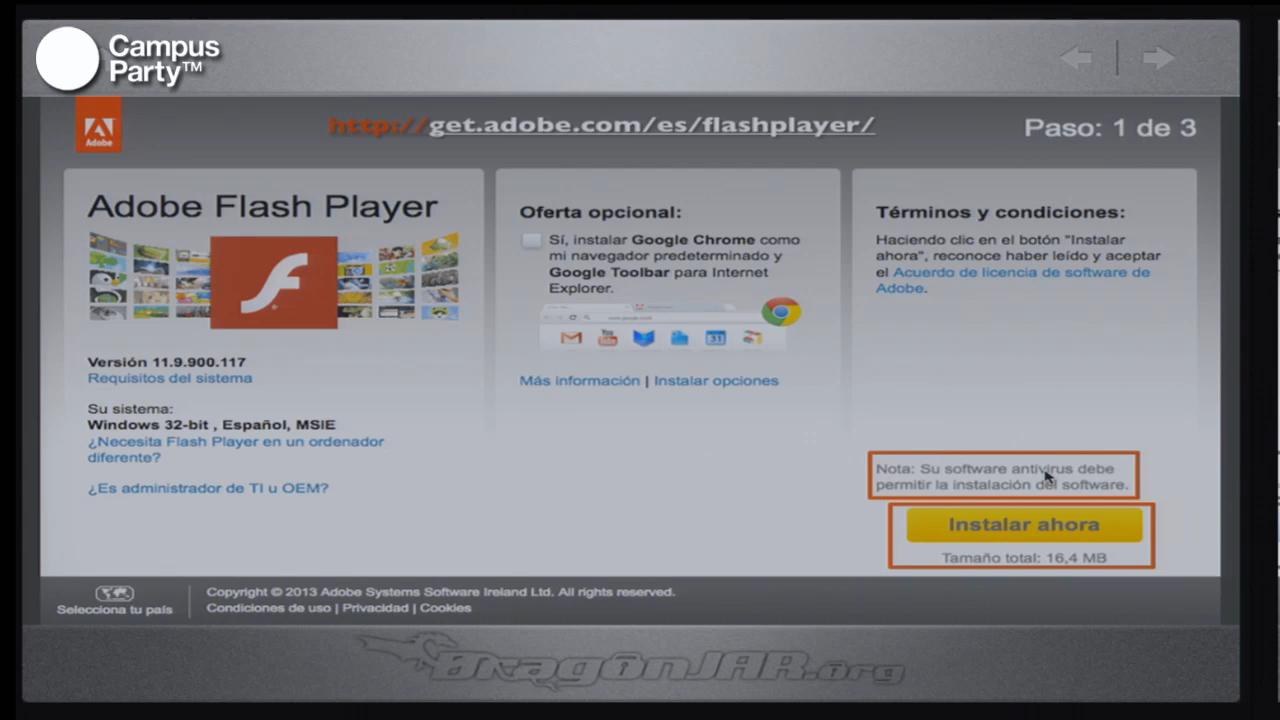 Campus
Party™
Adobe
http://get.adobe.com/es/flashplayer/
Paso: 1 de 3
Adobe Flash Player
Versión 11.9.900.117
Requisitos del sistema
Su sistema:
Windows 32-bit , Español, MSIE
¿Necesita Flash Player en un ordenador
diferente?
¿Es administrador de TI u OEM?
Oferta opcional:
Sí, instalar Google Chrome como
mi navegador predeterminado y
Google Toolbar para Internet
Explorer.
31
Más información | Instalar opciones
Términos y condiciones:
Haciendo clic en el botón "Instalar
ahora", reconoce haber leído y aceptar
el Acuerdo de licencia de software de
Adobe.
Nota: Su software antivirus debe
permitir la instalación del software.
Instalar ahora
Tamaño total: 16,4 MB
Selecciona tu país
Copyright © 2013 Adobe Systems Software Ireland Ltd. All rights reserved.
Condiciones de uso | Privacidad | Cookies
DragonJAR.org